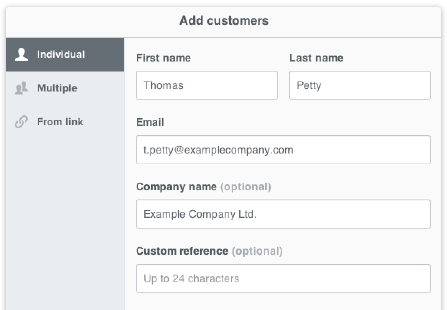 Add customers
Individual
Multiple
From link
First name
Last name
Thomas
Petty
Email
t.petty@examplecompany.com
Company name (optional)
Example Company Ltd.
Custom reference (optional)
Up to 24 characters